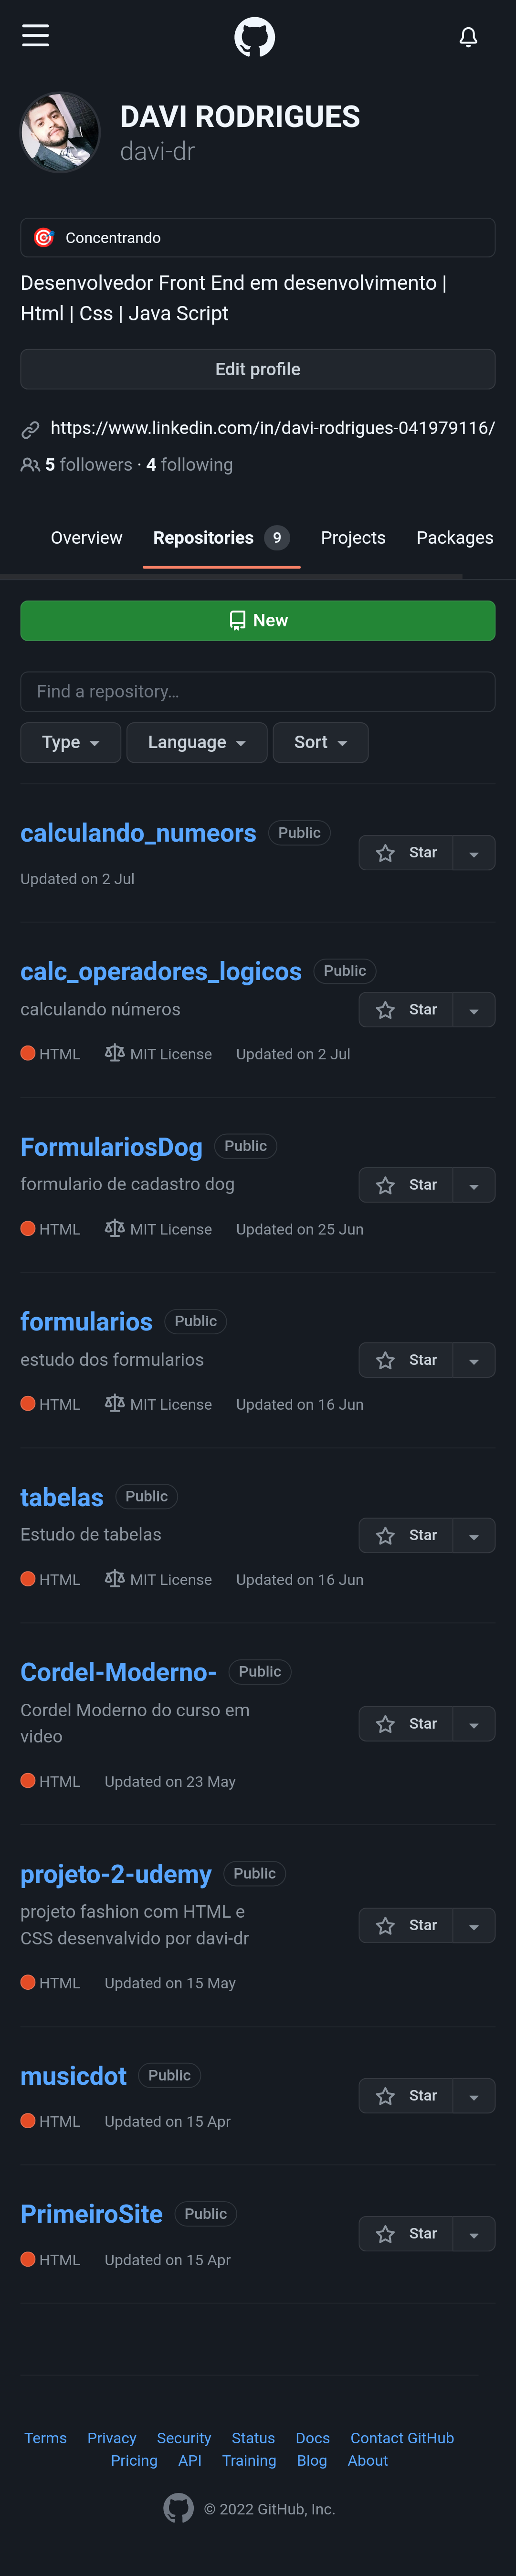 DAVI RODRIGUES
davi-dr
Concentrando
Desenvolvedor Front End em desenvolvimento |
Html | Css | Java Script
Edit profile
https://www.linkedin.com/in/davi-rodrigues-041979116/
5 followers · 4 following
Overview Repositories 9 Projects Packages
New
Find a repository...
Type Language Sort
calculando_numeors Public
Star
Updated on 2 Jul
calc_operadores_logicos Public
calculando números Star
HTML MIT License Updated on 2 Jul
FormulariosDog Public
formulario de cadastro dog Star
HTML MIT License Updated on 25 Jun
formularios Public
estudo dos formularios Star
HTML MIT License Updated on 16 Jun
tabelas Public
Estudo de tabelas Star
HTML MIT License Updated on 16 Jun
Cordel-Moderno- Public
Cordel Moderno do curso em
video
Star
HTML Updated on 23 May
projeto-2-udemy Public
projeto fashion com HTML e
CSS desenvalvido por davi-dr
Star
HTML Updated on 15 May
musicdot Public
Star
HTML Updated on 15 Apr
PrimeiroSite Public
Star
HTML Updated on 15 Apr
Terms Privacy Security Status Docs Contact GitHub
Pricing API Training Blog About
© 2022 GitHub, Inc.